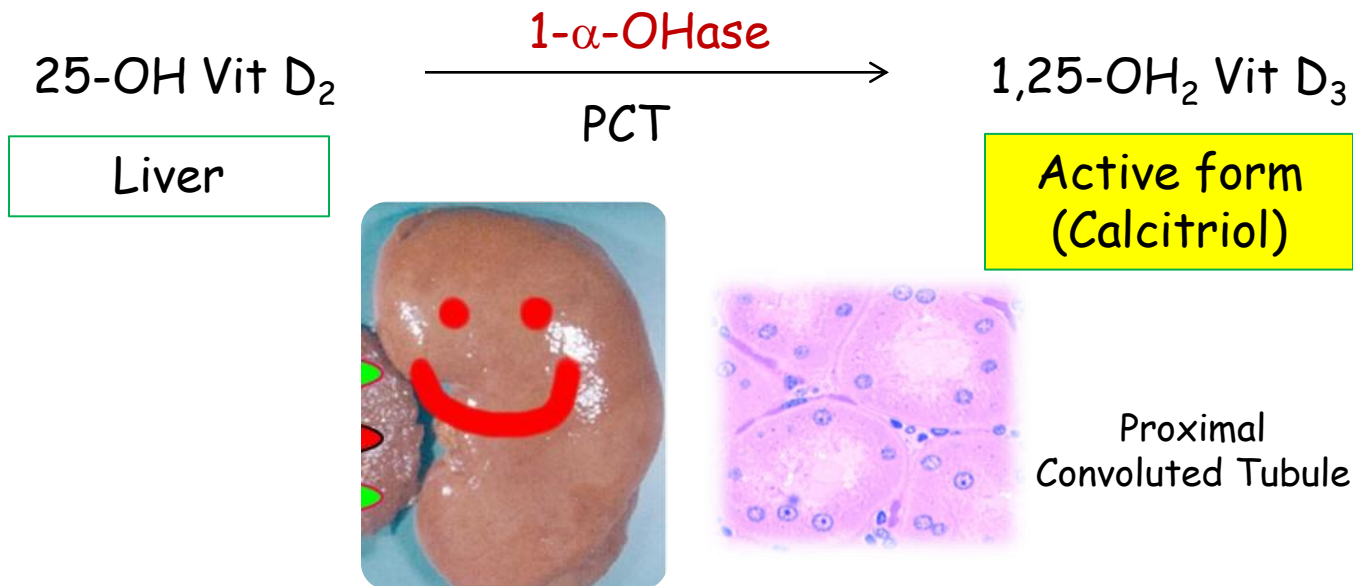 1-α-OHase
25-OH Vit D₂
1,25-OH₂ Vit D₃
PCT
Liver
Active form
(Calcitriol)
Proximal
Convoluted Tubule